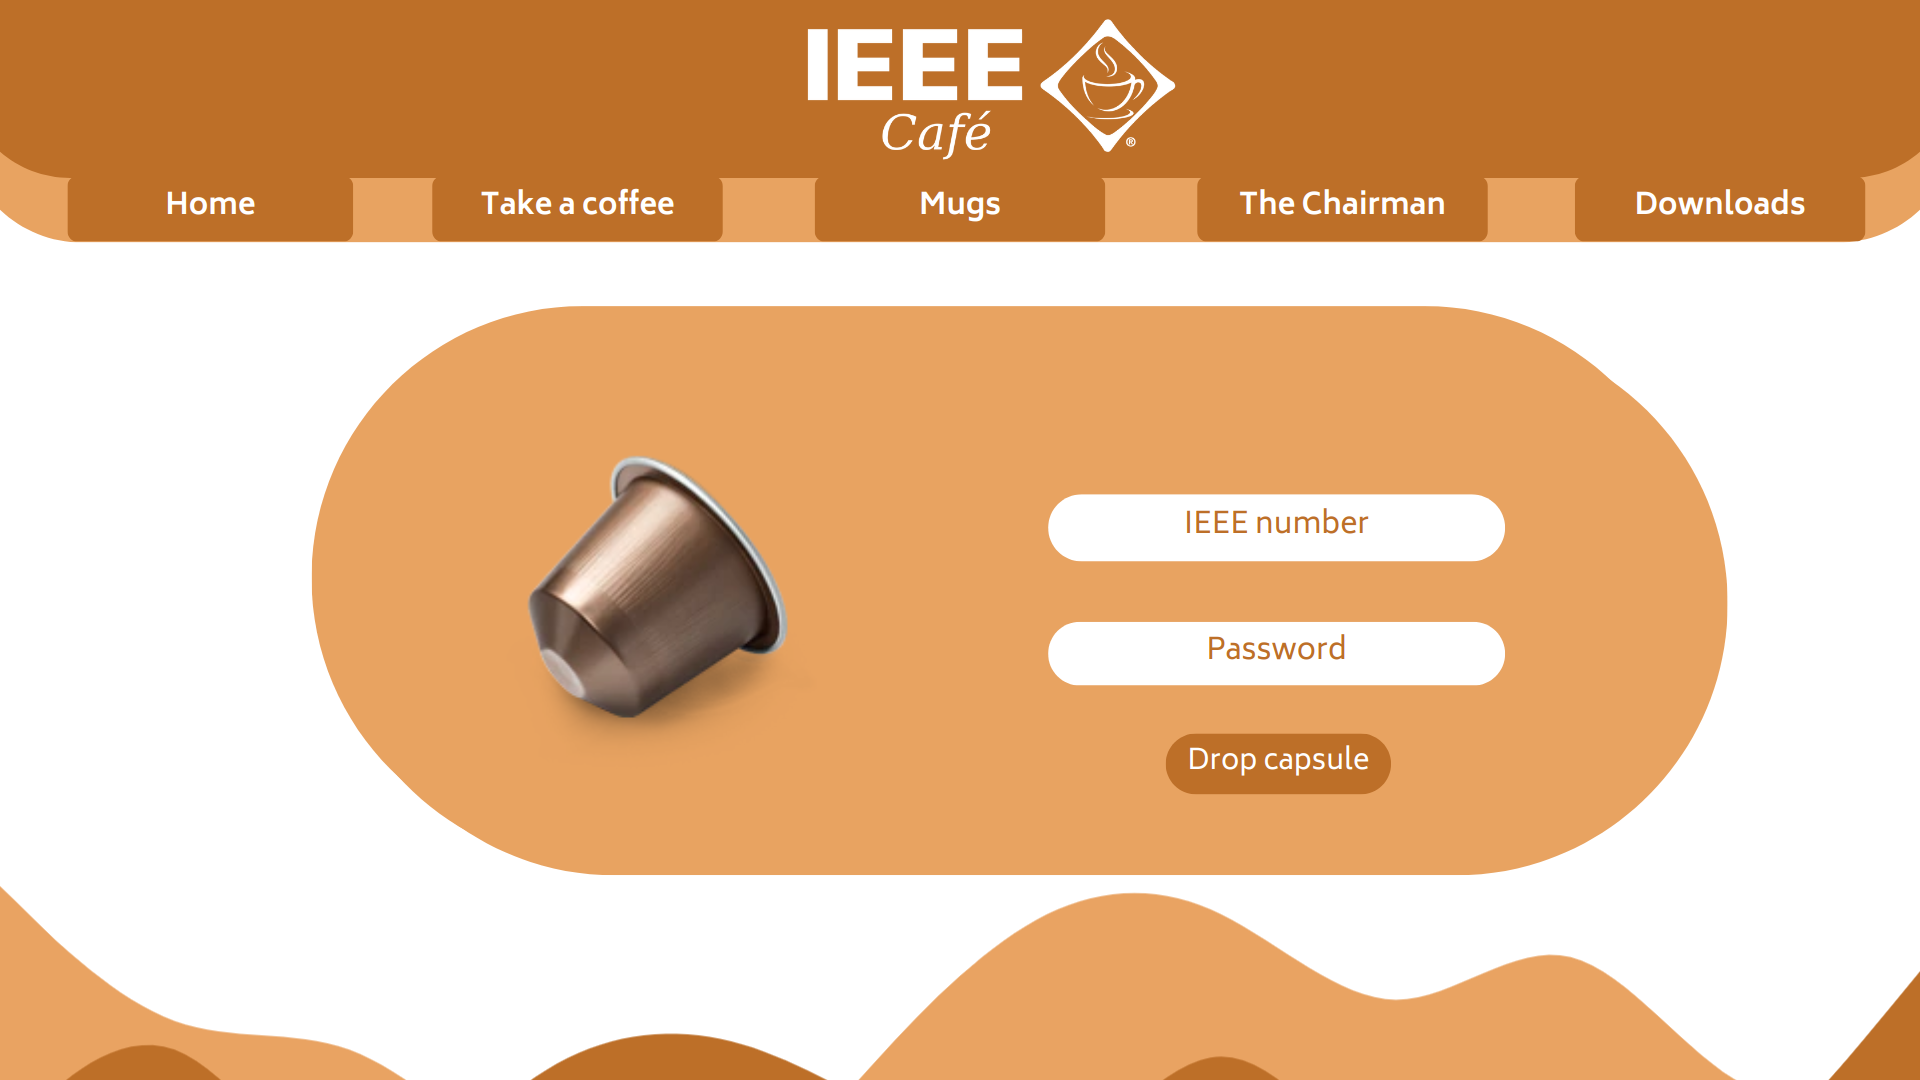 IEEE
Café
®
Home
Take a coffee
Mugs
The Chairman
Downloads
IEEE number
Password
Drop capsule